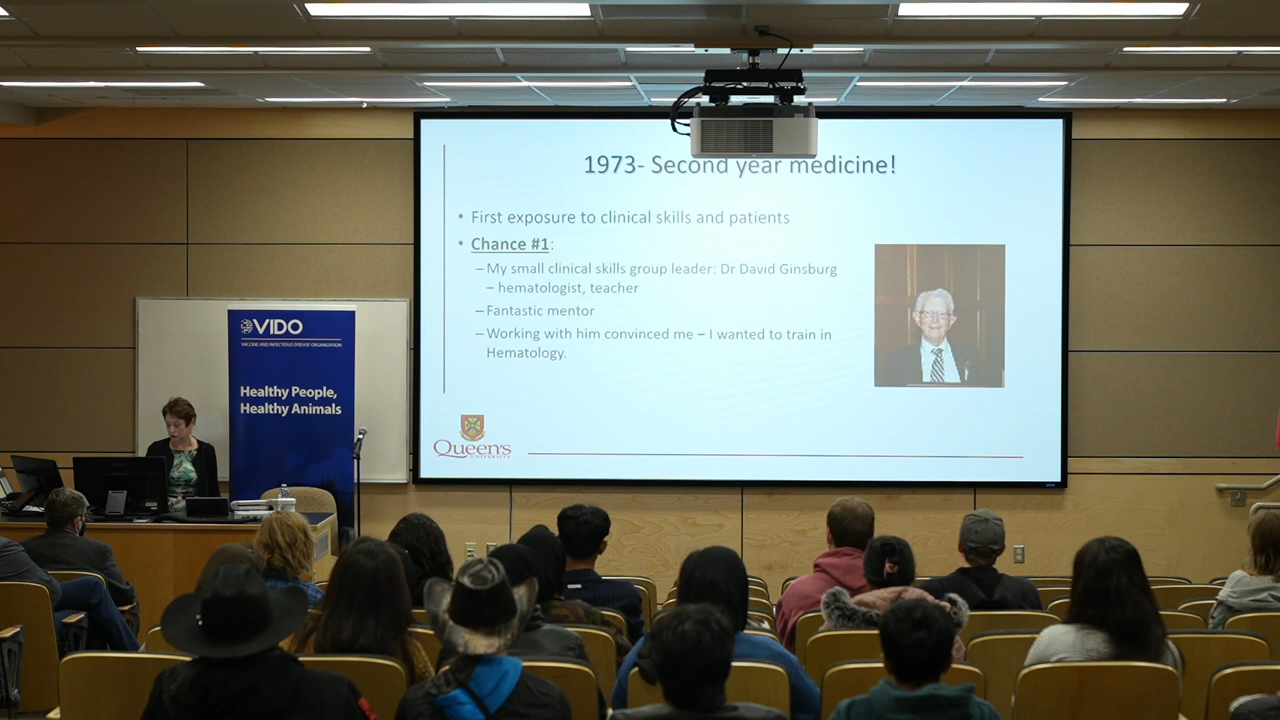 1973- Second year medicine!
• First exposure to clinical skills and patients
• Chance #1:
– My small clinical skills group leader: Dr David Ginsburg
– hematologist, teacher
– Fantastic mentor
– Working with him convinced me – I wanted to train in
Hematology.
Queen's
UNIVERSITY
VIDO
VACCINE AND INFECTIOUS DISEASE ORGANIZATION
Healthy People,
Healthy Animals